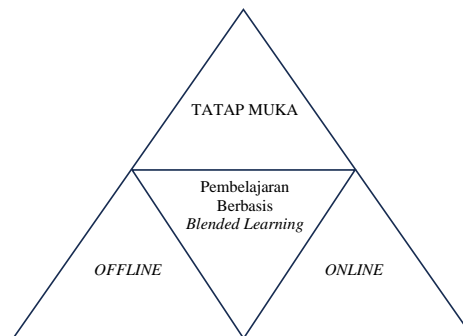 TATAP MUKA
Pembelajaran
Berbasis
Blended Learning
OFFLINE
ONLINE